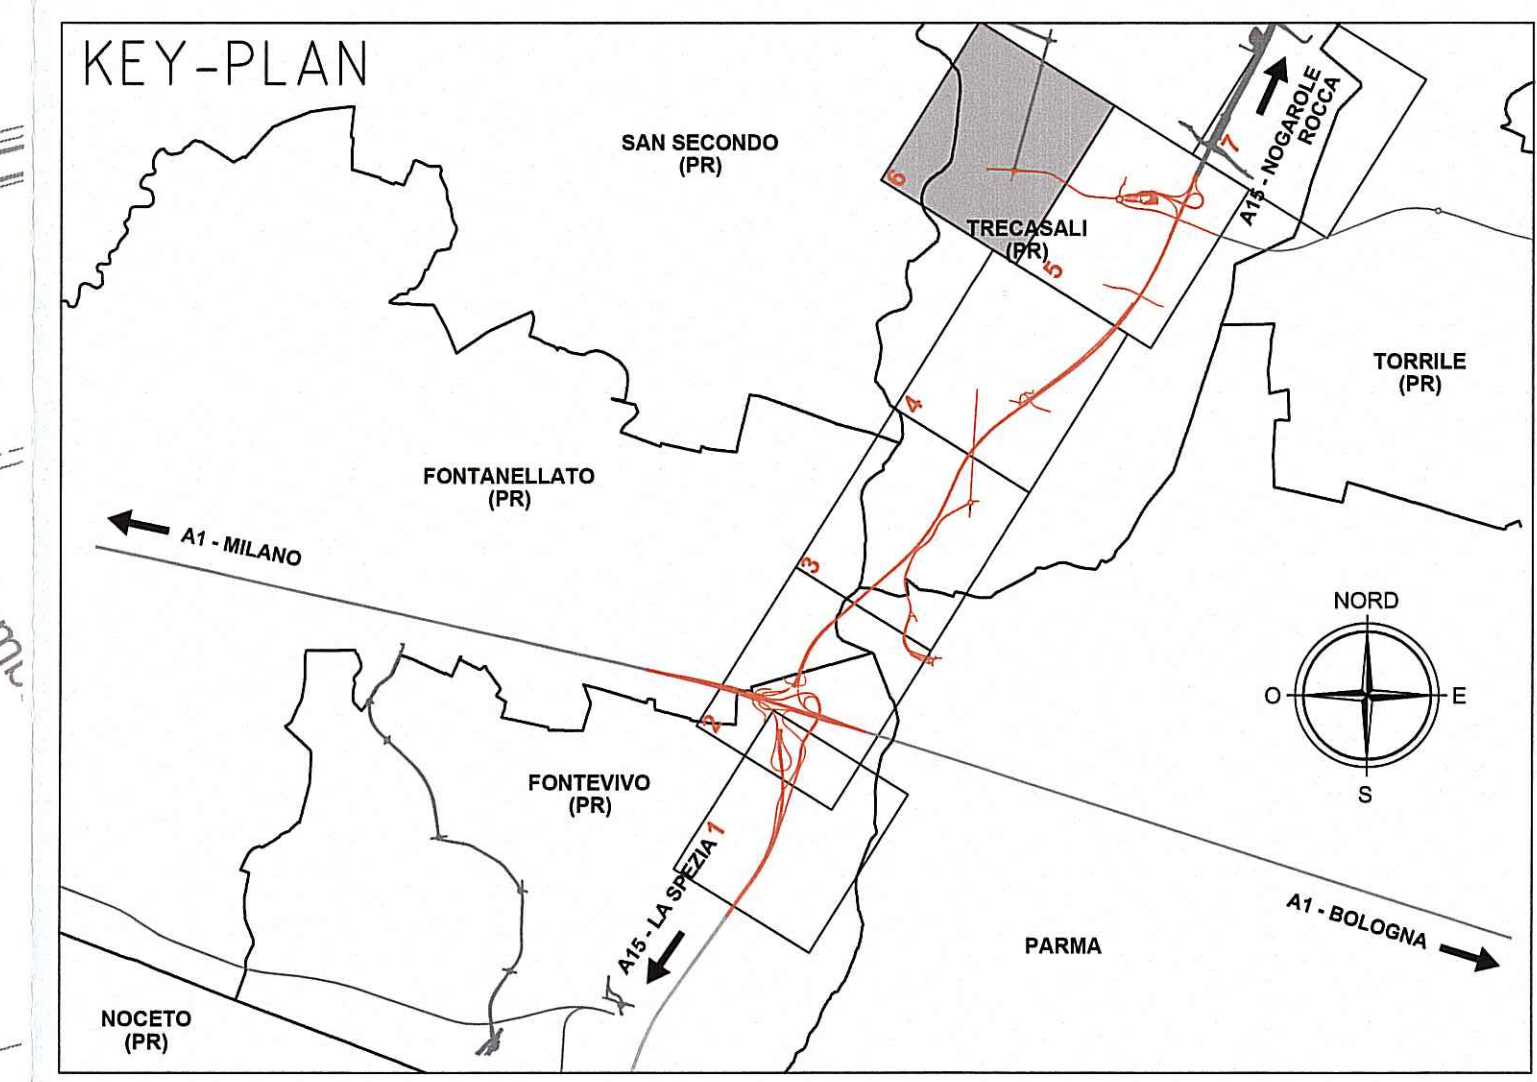 KEY-PLAN
SAN SECONDO
(PR)
A15 - NOGAROLE
ROCCA
7
6
TRECASALI
(PR)
5
TORRILE
(PR)
4
FONTANELLATO
(PR)
A1 - MILANO
3
NORD
O
E
S
2
FONTEVIVO
(PR)
1
A15 - LA SPEZIA
A1 - BOLOGNA
PARMA
NOCETO
(PR)